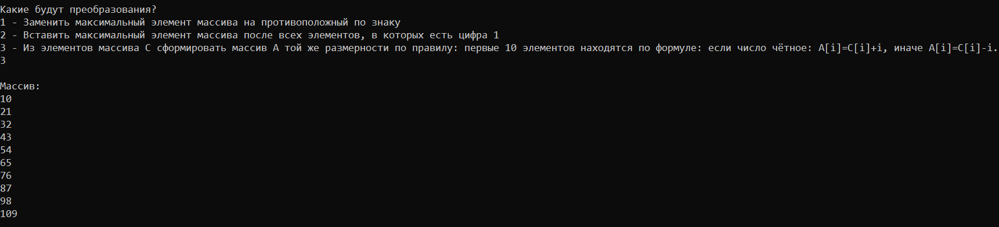 Какие будут преобразования?
1 - Заменить максимальный элемент массива на противоположный по знаку
2 - Вставить максимальный элемент массива после всех элементов, в которых есть цифра 1
3 - Из элементов массива С сформировать массив А той же размерности по правилу: первые 10 элементов находятся по формуле: если число чётное: A[i]=C[i]+i, иначе A[i]=C[i]-i.
3
Массив:
10
21
32
43
54
65
76
87
98
109